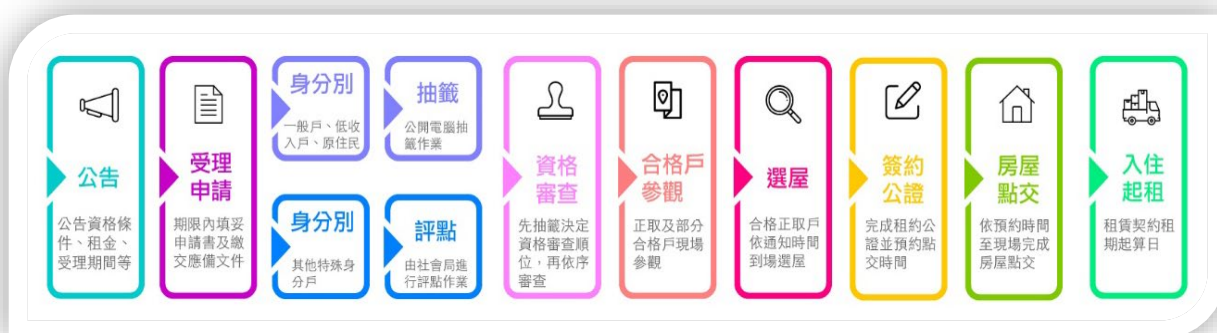 公告
公告資格條
件、租金、
受理期間等
受理
申請
期限內填妥
申請書及繳
交應備文件
身分別
一般戶、低收
入戶、原住民
抽籤
公開電腦抽
籤作業
身分別
其他特殊身
分戶
評點
由社會局進
行評點作業
資格
審查
先抽籤決定
資格審查順
位，再依序
審查
合格戶
參觀
正取及部分
合格戶現場
參觀
選屋
合格正取戶
依通知時間
到場選屋
簽約
公證
完成租約公
證並預約點
交時間
房屋
點交
依預約時間
至現場完成
房屋點交
入住
起租
租賃契約租
期起算日